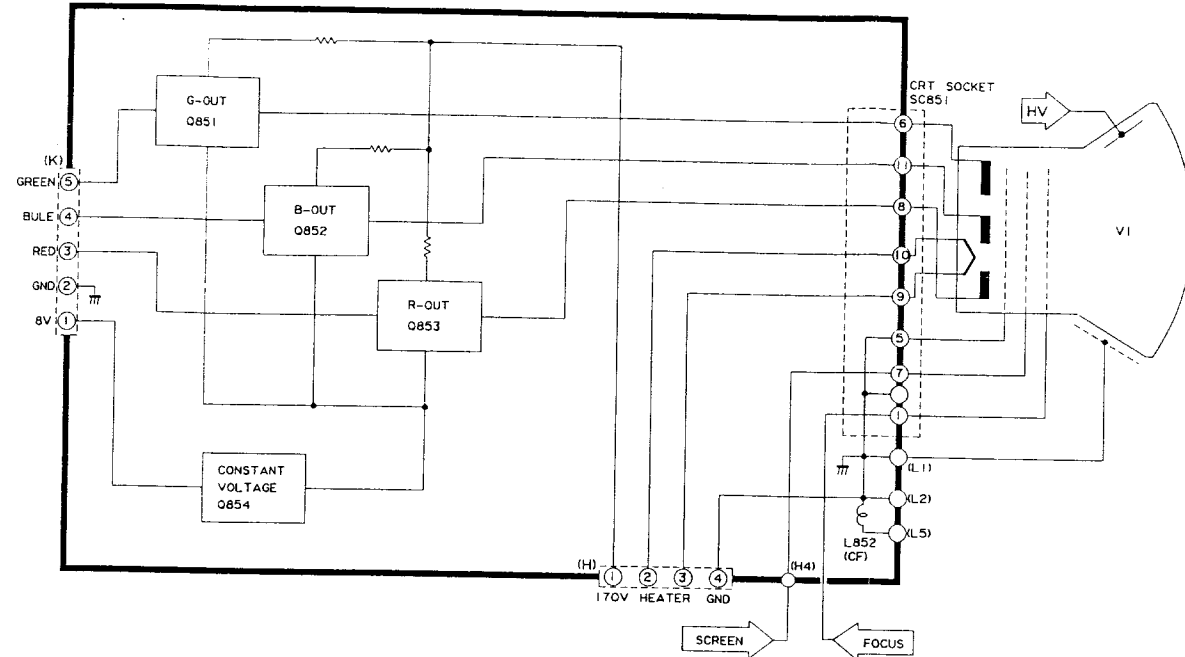 CRT SOCKET
SC851
HV
G-OUT
Q851
6
(K)
GREEN 5
11
BULE 4
B-OUT
Q852
8
V1
RED 3
10
GND 2
R-OUT
Q853
9
8V 1
5
7
1
CONSTANT
VOLTAGE
Q854
(L1)
(L2)
L852
(CF)
(L5)
(H) 1 2 3 4 (H4)
170V HEATER GND
SCREEN
FOCUS